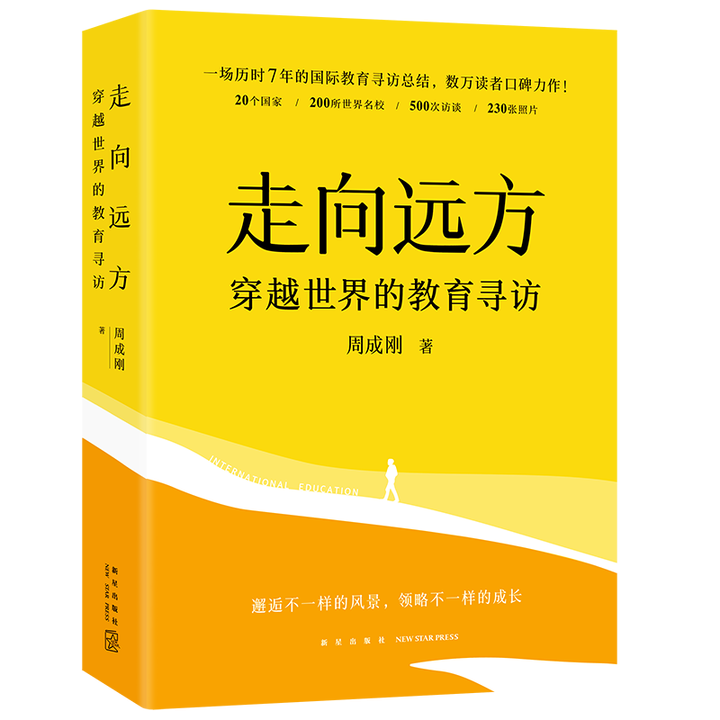 一场历时7年的国际教育寻访总结，数万读者口碑力作！
20个国家 / 200所世界名校 / 500次访谈 / 230张照片
走向远方
穿越世界的教育寻访
周成刚 著
INTERNATIONAL EDUCATION
邂逅不一样的风景，领略不一样的成长
新星出版社 NEW STAR PRESS
走向远方
穿越世界的教育寻访
周成刚
著
新星出版社
NEW STAR PRESS